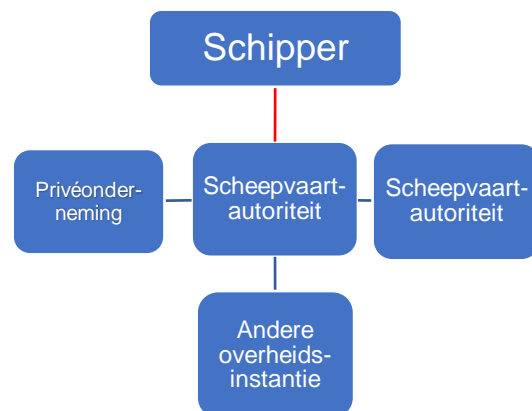 Schipper
Privéonder-
neming
Scheepvaart-
autoriteit
Scheepvaart-
autoriteit
Andere
overheids-
instantie